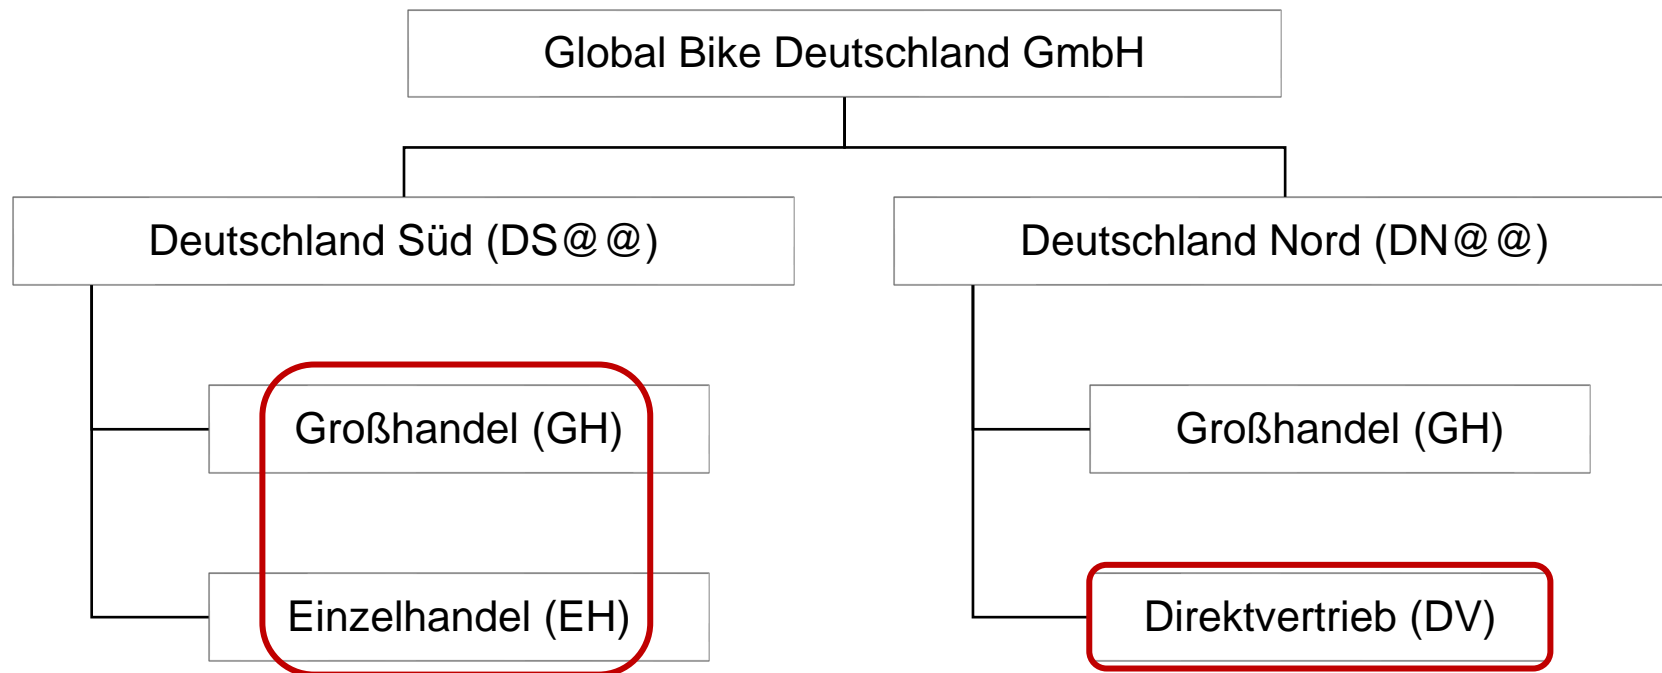 Global Bike Deutschland GmbH
Deutschland Süd (DS@@)
Deutschland Nord (DN@@)
Großhandel (GH)
Großhandel (GH)
Einzelhandel (EH)
Direktvertrieb (DV)